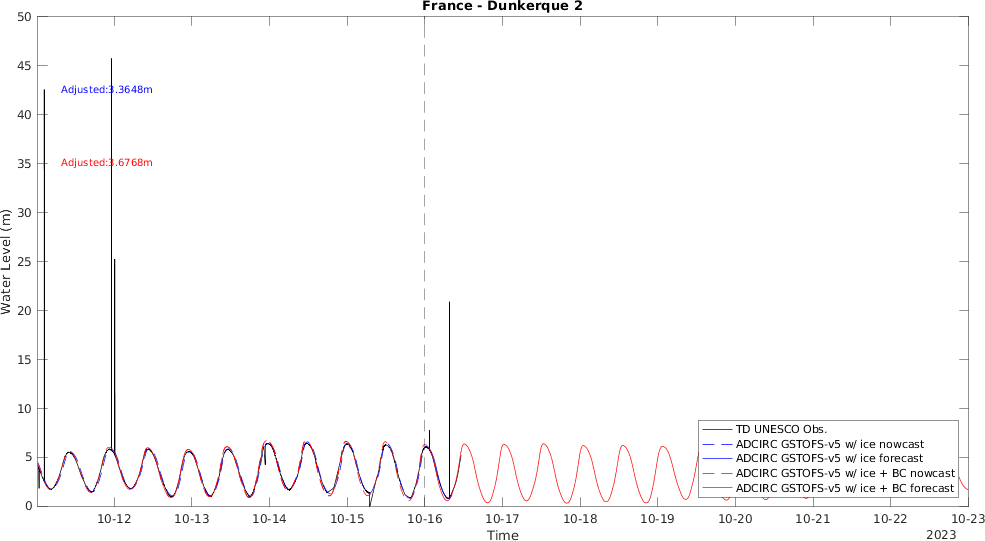 France - Dunkerque 2
50
45
40
35
30
25
20
15
10
5
0
Water Level (m)
Adjusted:3.3648m
Adjusted:3.6768m
TD UNESCO Obs.
ADCIRC GSTOFS-v5 w/ ice nowcast
ADCIRC GSTOFS-v5 w/ ice forecast
ADCIRC GSTOFS-v5 w/ ice + BC nowcast
ADCIRC GSTOFS-v5 w/ ice + BC forecast
10-12 10-13 10-14 10-15 10-16 10-17 10-18 10-19 10-20 10-21 10-22 10-23
Time
2023